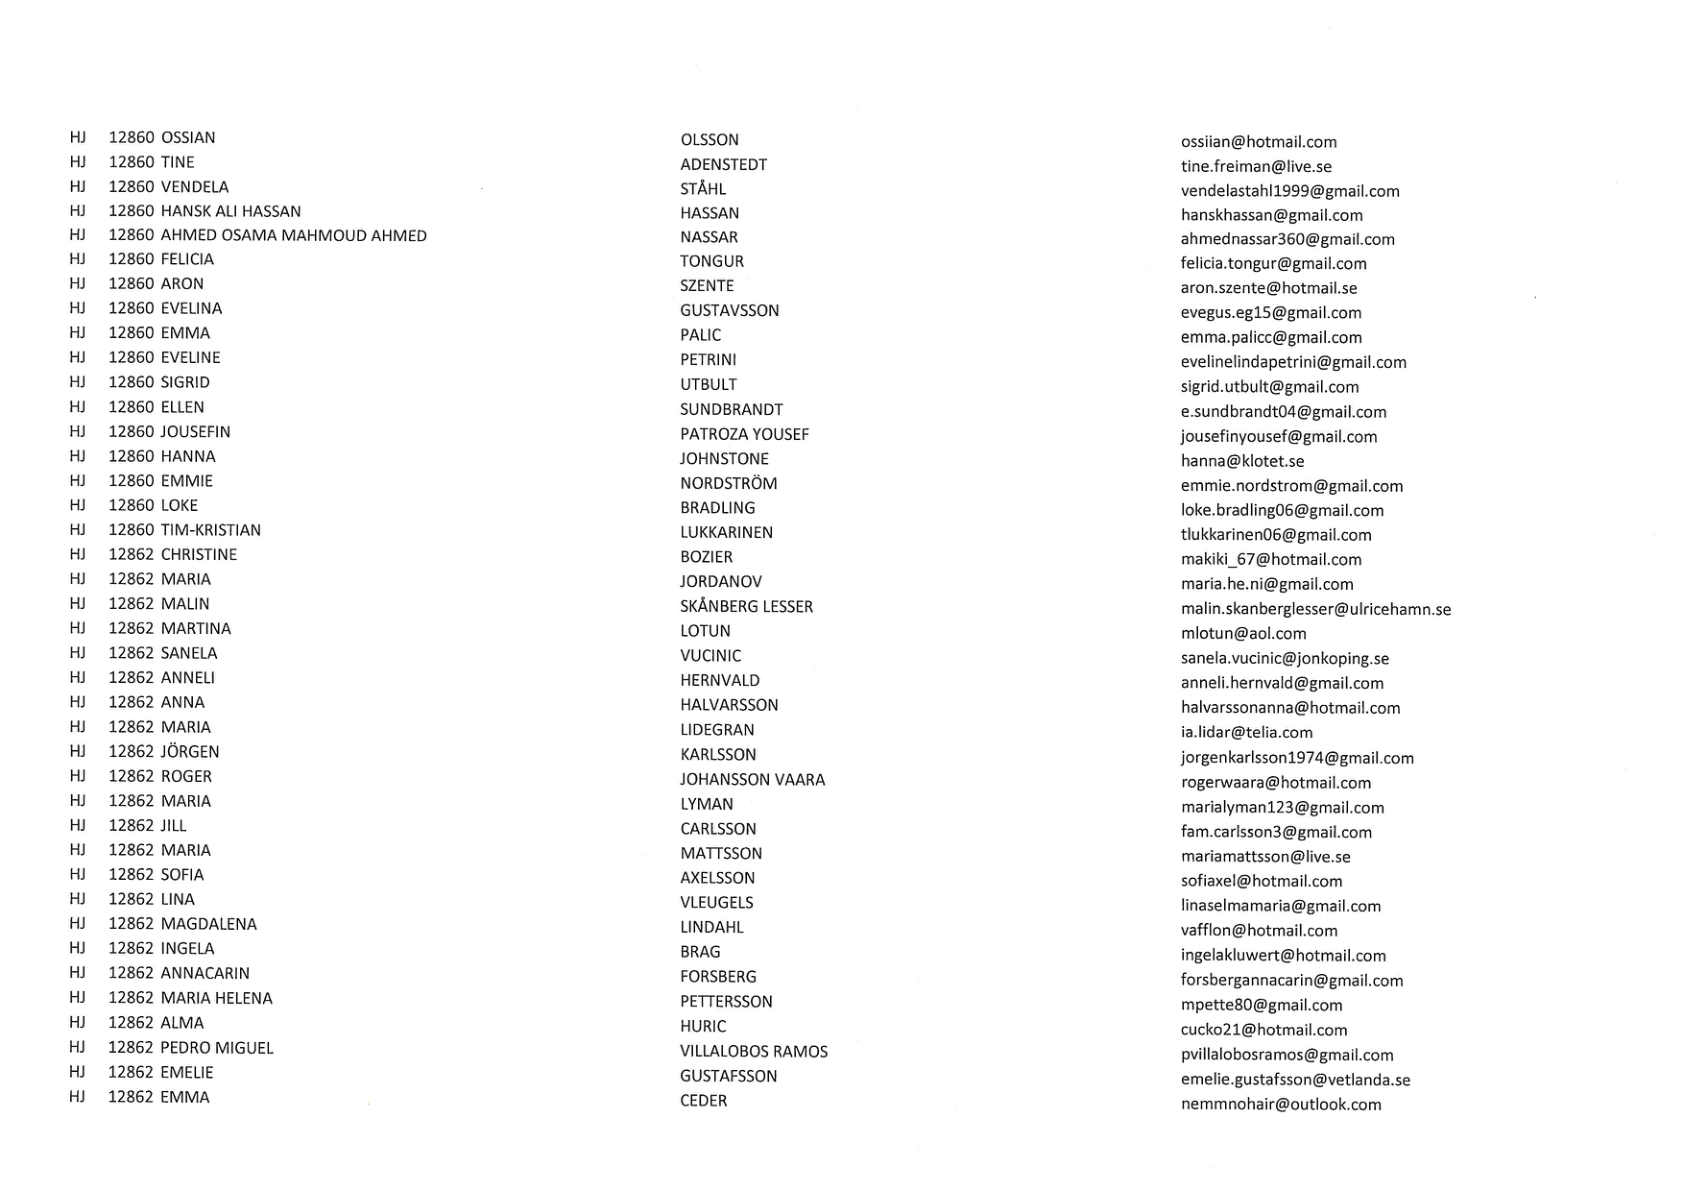 HJ 12860 OSSIAN OLSSON ossiian@hotmail.com
HJ 12860 TINE ADENSTEDT tine.freiman@live.se
HJ 12860 VENDELA STÅHL vendelastahl1999@gmail.com
HJ 12860 HANSK ALI HASSAN HASSAN hanskhassan@gmail.com
HJ 12860 AHMED OSAMA MAHMOUD AHMED NASSAR ahmednassar360@gmail.com
HJ 12860 FELICIA TONGUR felicia.tongur@gmail.com
HJ 12860 ARON SZENTE aron.szente@hotmail.se
HJ 12860 EVELINA GUSTAVSSON evegus.eg15@gmail.com
HJ 12860 EMMA PALIC emma.palicc@gmail.com
HJ 12860 EVELINE PETRINI evelinelindapetrini@gmail.com
HJ 12860 SIGRID UTBULT sigrid.utbult@gmail.com
HJ 12860 ELLEN SUNDBRANDT e.sundbrandt04@gmail.com
HJ 12860 JOUSEFIN PATROZA YOUSEF jousefinyousef@gmail.com
HJ 12860 HANNA JOHNSTONE hanna@klotet.se
HJ 12860 EMMIE NORDSTRÖM emmie.nordstrom@gmail.com
HJ 12860 LOKE BRADLING loke.bradling06@gmail.com
HJ 12860 TIM-KRISTIAN LUKKARINEN tlukkarinen06@gmail.com
HJ 12862 CHRISTINE BOZIER makiki_67@hotmail.com
HJ 12862 MARIA JORDANOV maria.he.ni@gmail.com
HJ 12862 MALIN SKÅNBERG LESSER malin.skanberglesser@ulricehamn.se
HJ 12862 MARTINA LOTUN mlotun@aol.com
HJ 12862 SANELA VUCINIC sanela.vucinic@jonkoping.se
HJ 12862 ANNELI HERNVALD anneli.hernvald@gmail.com
HJ 12862 ANNA HALVARSSON halvarssonanna@hotmail.com
HJ 12862 MARIA LIDEGRAN ia.lidar@telia.com
HJ 12862 JÖRGEN KARLSSON jorgenkarlsson1974@gmail.com
HJ 12862 ROGER JOHANSSON VAARA rogerwaara@hotmail.com
HJ 12862 MARIA LYMAN marialyman123@gmail.com
HJ 12862 JILL CARLSSON fam.carlsson3@gmail.com
HJ 12862 MARIA MATTSSON mariamattsson@live.se
HJ 12862 SOFIA AXELSSON sofiaxel@hotmail.com
HJ 12862 LINA VLEUGELS linaselmamaria@gmail.com
HJ 12862 MAGDALENA LINDAHL vafflon@hotmail.com
HJ 12862 INGELA BRAG ingelakluwert@hotmail.com
HJ 12862 ANNACARIN FORSBERG forsbergannacarin@gmail.com
HJ 12862 MARIA HELENA PETTERSSON mpette80@gmail.com
HJ 12862 ALMA HURIC cucko21@hotmail.com
HJ 12862 PEDRO MIGUEL VILLALOBOS RAMOS pvillalobosramos@gmail.com
HJ 12862 EMELIE GUSTAFSSON emelie.gustafsson@vetlanda.se
HJ 12862 EMMA CEDER nemmnohair@outlook.com